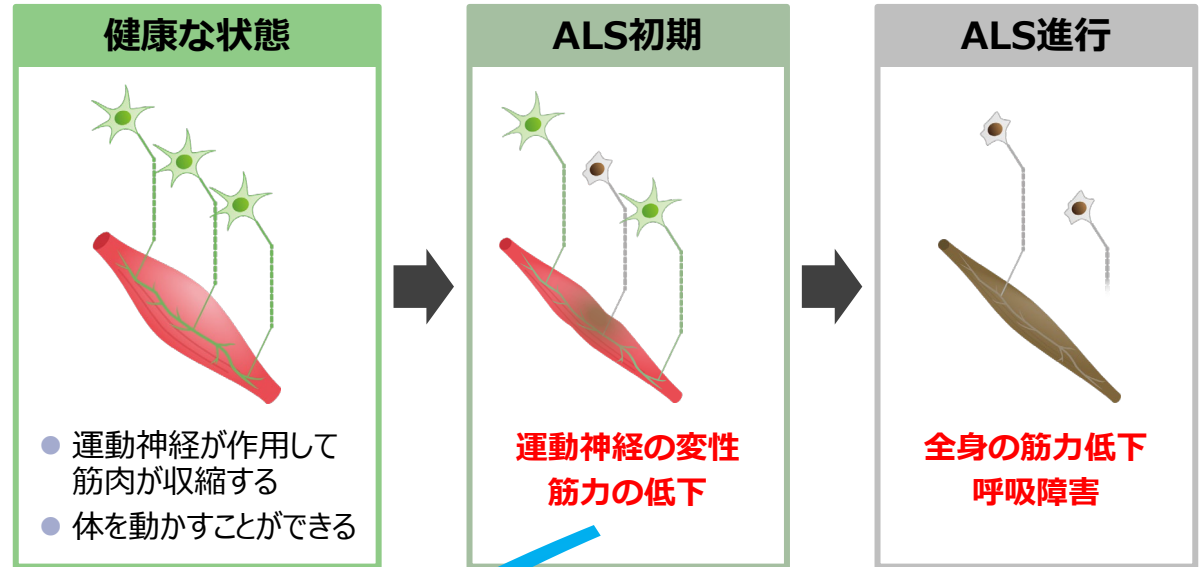 健康な状態
運動神経が作用して
筋肉が収縮する
体を動かすことができる
ALS初期
運動神経の変性
筋力の低下
ALS進行
全身の筋力低下
呼吸障害